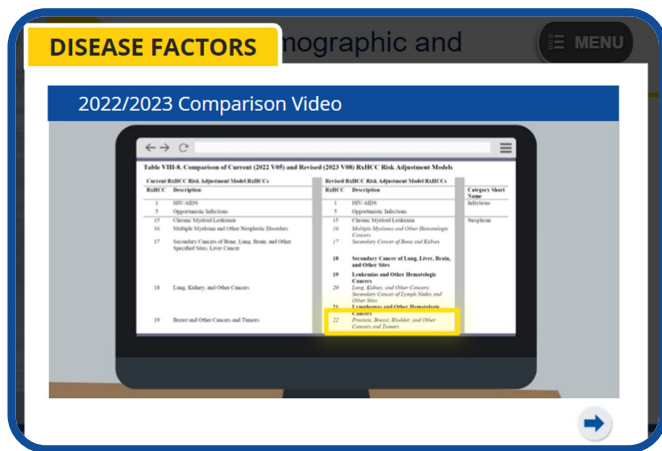 DISEASE FACTORS
mographic and
MENU
2022/2023 Comparison Video
Table VIII-8. Comparison of Current (2022 V05) and Revised (2023 V08) RxHCC Risk Adjustment Models
Current RxHCC Risk Adjustment Model RxHCCs Revised RxHCC Risk Adjustment Model RxHCCs
RxHCC Description RxHCC Description Category Short
Name
1 HIV/AIDS 1 HIV/AIDS Infections
5 Opportunistic Infections 5 Opportunistic Infections
15 Chronic Myeloid Leukemia 15 Chronic Myeloid Leukemia Neoplasm
16 Multiple Myeloma and Other Neoplastic Disorders 16 Multiple Myeloma and Other Hematologic
Cancers
17 Secondary Cancers of Bone, Lung, Brain, and Other 17 Secondary Cancer of Bone and Kidney
Specified Sites; Liver Cancer
18 Secondary Cancer of Lung, Liver, Brain,
and Other Sites
19 Leukemias and Other Hematologic
Cancers
18 Lung, Kidney, and Other Cancers 20 Lung, Kidney, and Other Cancers;
Secondary Cancer of Lymph Nodes and
Other Sites
21 Lymphomas and Other Hematologic
Cancers
19 Breast and Other Cancers and Tumors 22 Prostate, Breast, Bladder, and Other
Cancers and Tumors